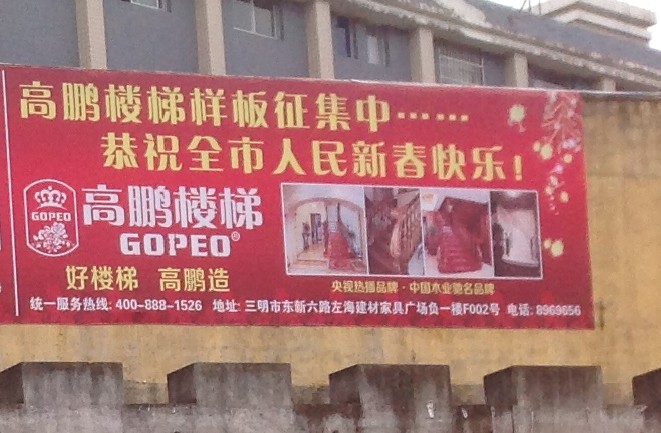 高鹏楼梯样板征集中……
恭祝全市人民新春快乐！
GOPEO
高鹏楼梯
GOPEO®
好楼梯 高鹏造
央视热播品牌·中国木业驰名品牌
统一服务热线: 400-888-1526 地址: 三明市东新六路左海建材家具广场负一楼F002号 电话: 8969656